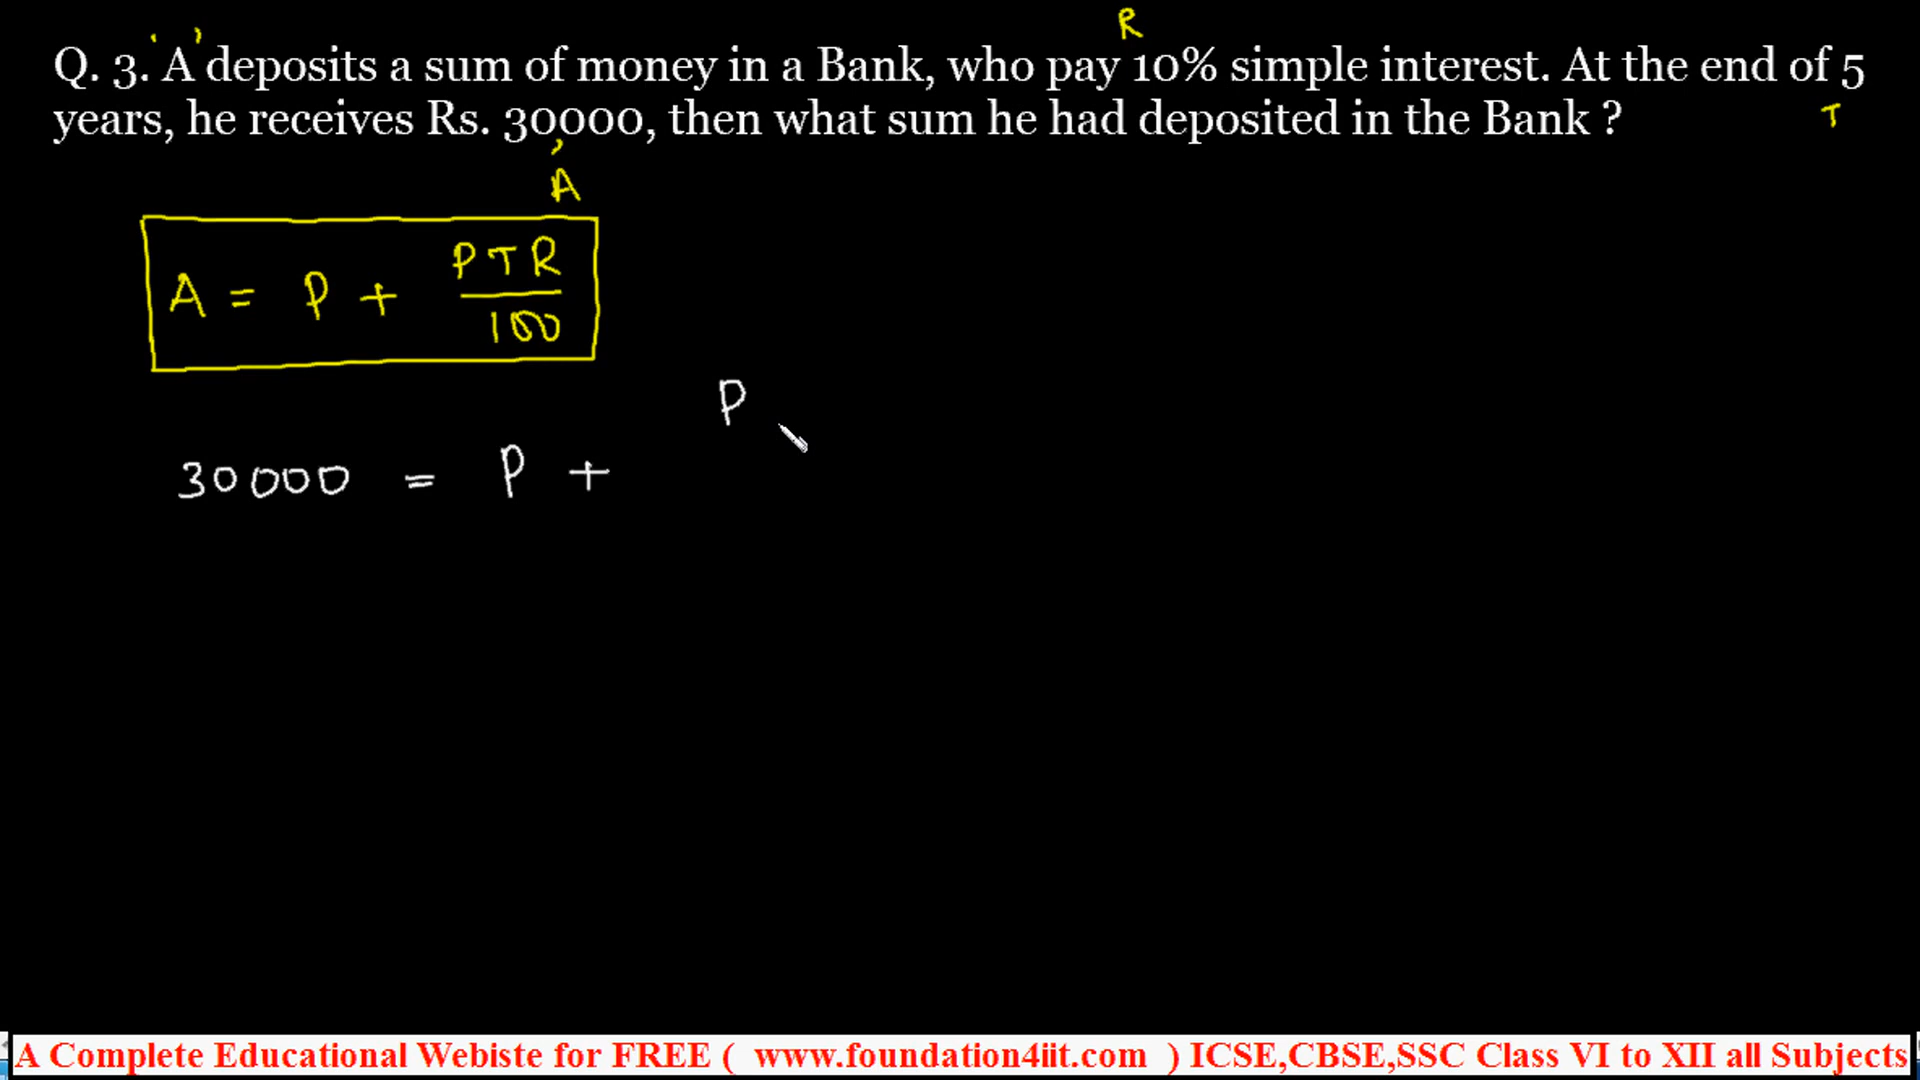 R
Q. 3. 'A' deposits a sum of money in a Bank, who pay 10% simple interest. At the end of 5
years, he receives Rs. 30000, then what sum he had deposited in the Bank ?
T
A
A = P + PTR
100
P
30000 = P +
A Complete Educational Webiste for FREE ( www.foundation4iit.com ) ICSE,CBSE,SSC Class VI to XII all Subjects